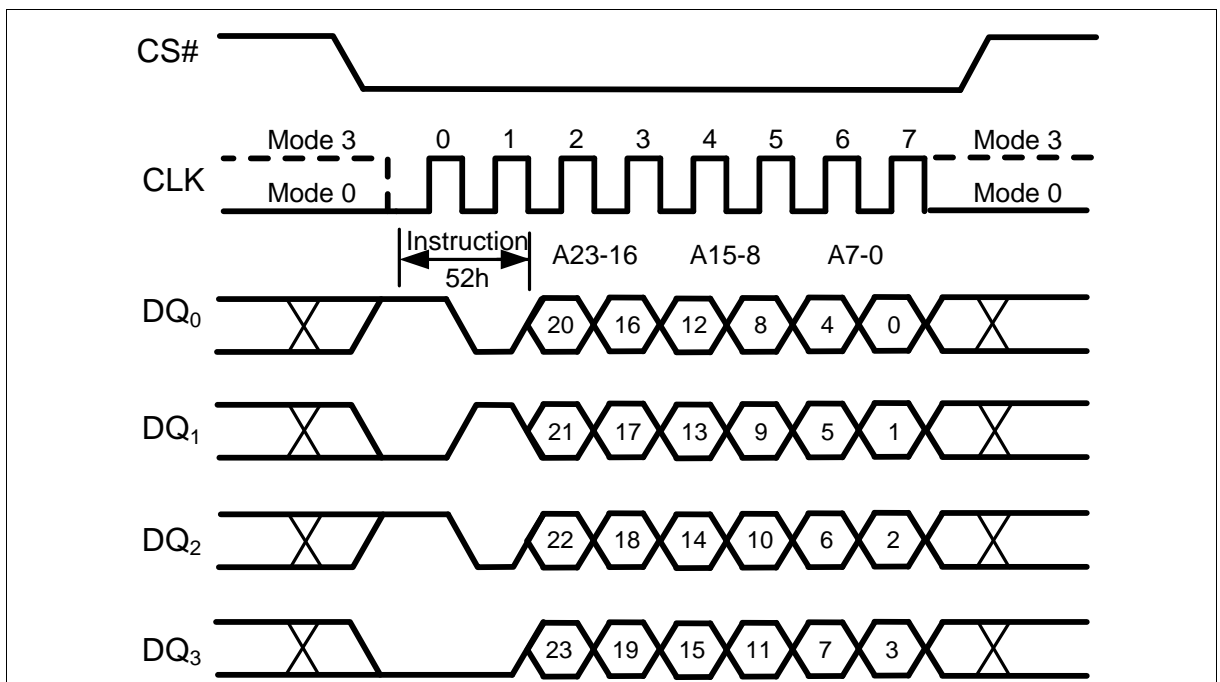 CS#
Mode 3 0 1 2 3 4 5 6 7 Mode 3
CLK
Mode 0 Mode 0
Instruction A23-16 A15-8 A7-0
52h
DQ0 20 16 12 8 4 0
DQ1 21 17 13 9 5 1
DQ2 22 18 14 10 6 2
DQ3 23 19 15 11 7 3